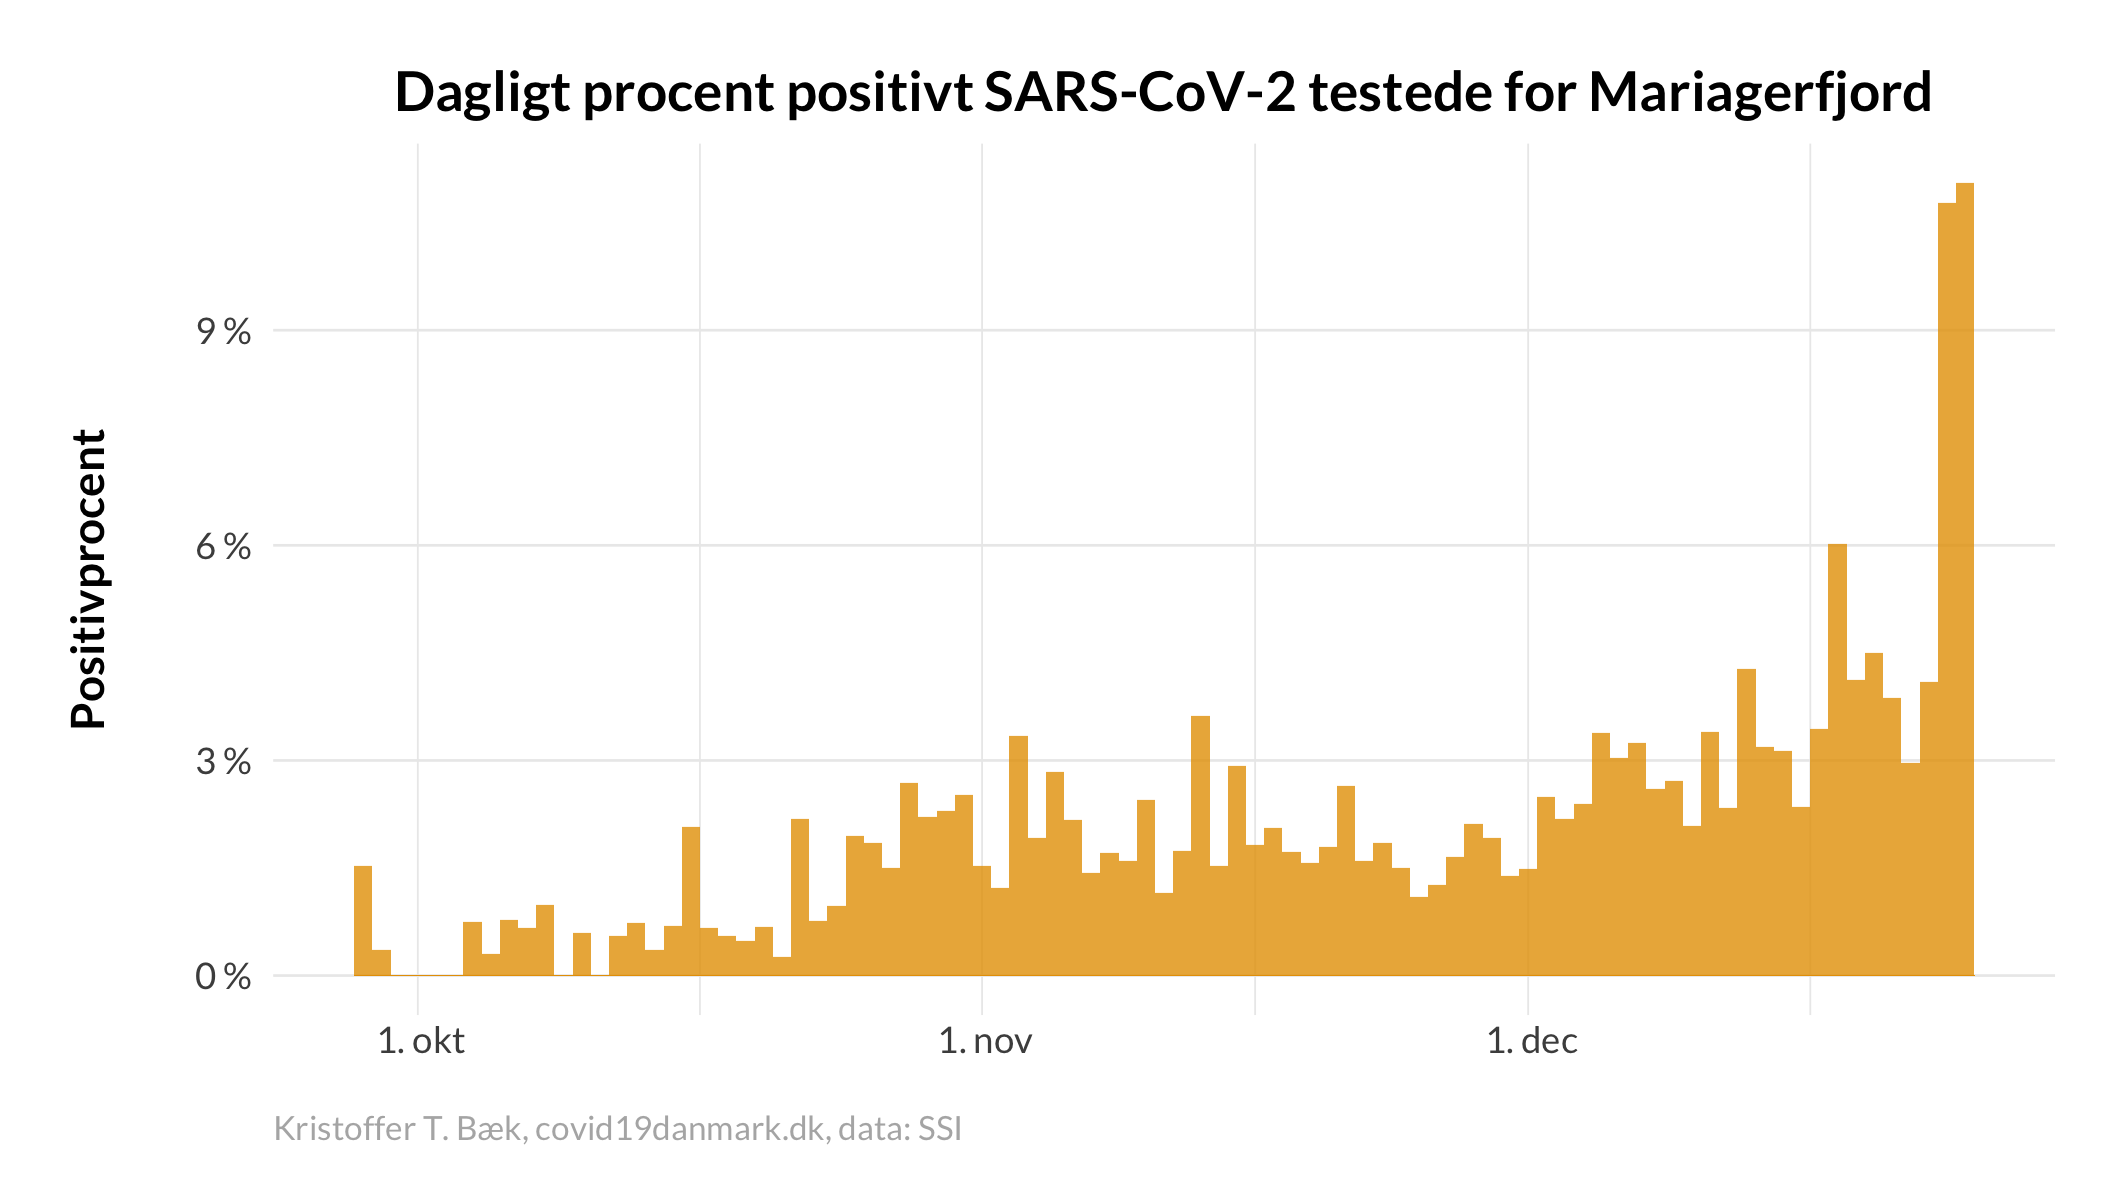 Dagligt procent positivt SARS-CoV-2 testede for Mariagerfjord
Positivprocent
9 %
6 %
3 %
0 %
1. okt
1. nov
1. dec
Kristoffer T. Bæk, covid19danmark.dk, data: SSI